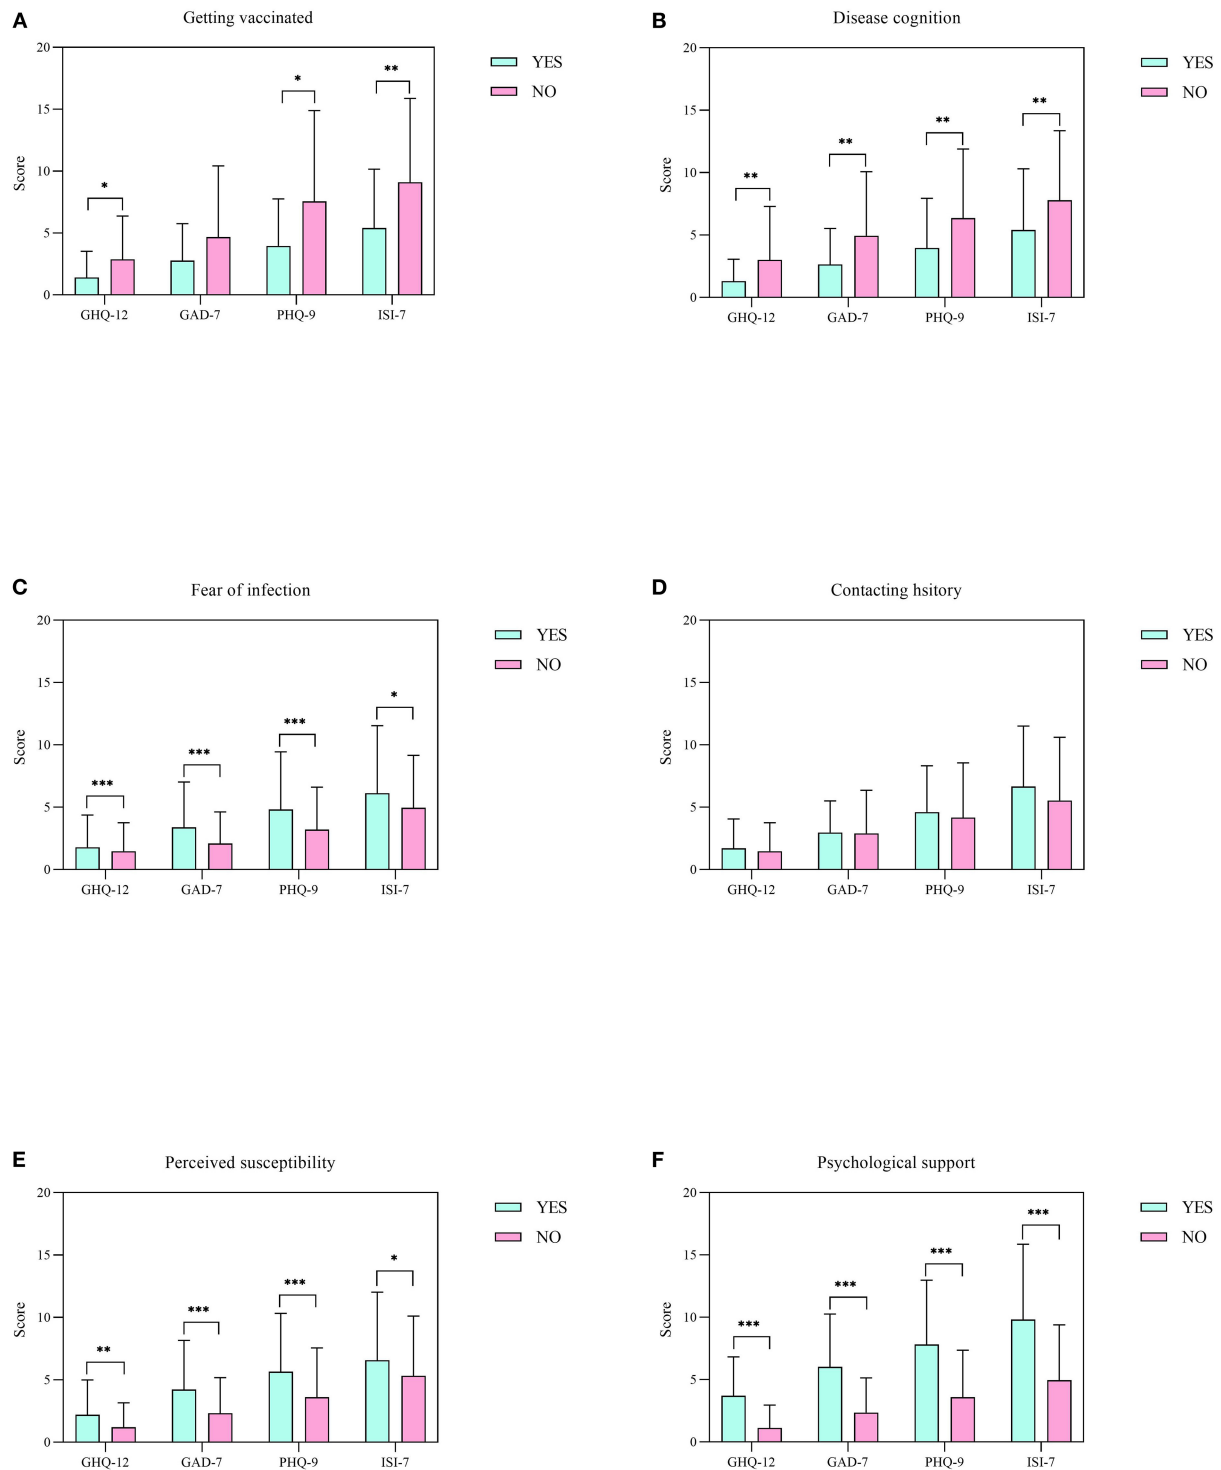 A
Getting vaccinated
20
15
10
5
0
Score
*
*
**
GHQ-12 GAD-7 PHQ-9 ISI-7
YES
NO
B
Disease cognition
20
15
10
5
0
Score
**
**
**
**
GHQ-12 GAD-7 PHQ-9 ISI-7
YES
NO
C
Fear of infection
20
15
10
5
0
Score
***
***
***
*
GHQ-12 GAD-7 PHQ-9 ISI-7
YES
NO
D
Contacting hsitory
20
15
10
5
0
Score
GHQ-12 GAD-7 PHQ-9 ISI-7
YES
NO
E
Perceived susceptibility
20
15
10
5
0
Score
**
***
***
*
GHQ-12 GAD-7 PHQ-9 ISI-7
YES
NO
F
Psychological support
20
15
10
5
0
Score
***
***
***
***
GHQ-12 GAD-7 PHQ-9 ISI-7
YES
NO